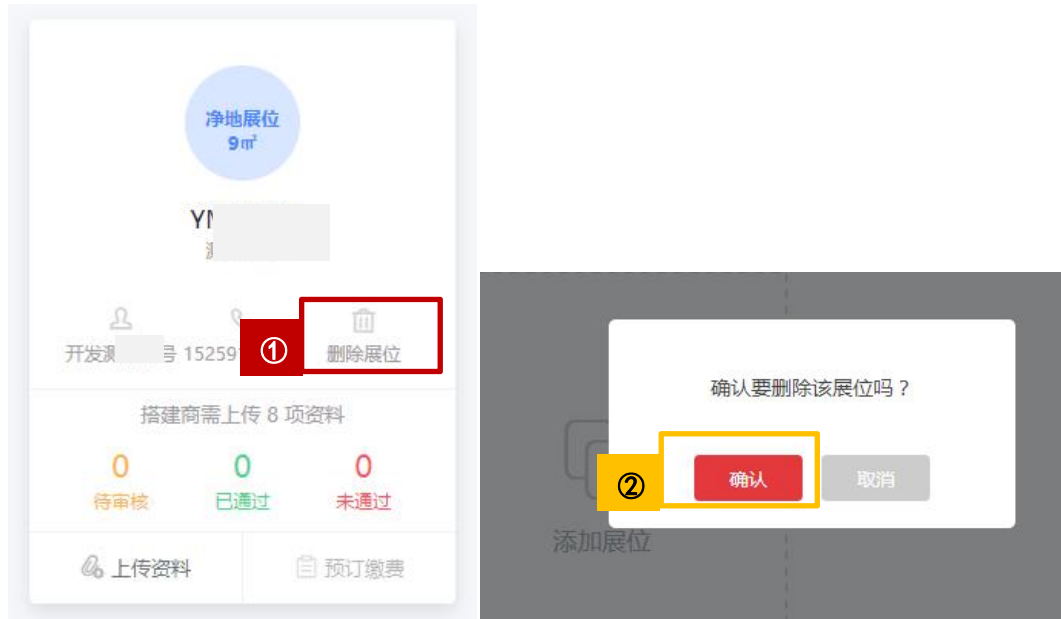 净地展位
9㎡
YM
开发测 号 15259
① 删除展位
搭建商需上传 8 项资料
0 0 0
待审核 已通过 未通过
上传资料 预订缴费
确认要删除该展位吗？
② 确认 取消
添加展位